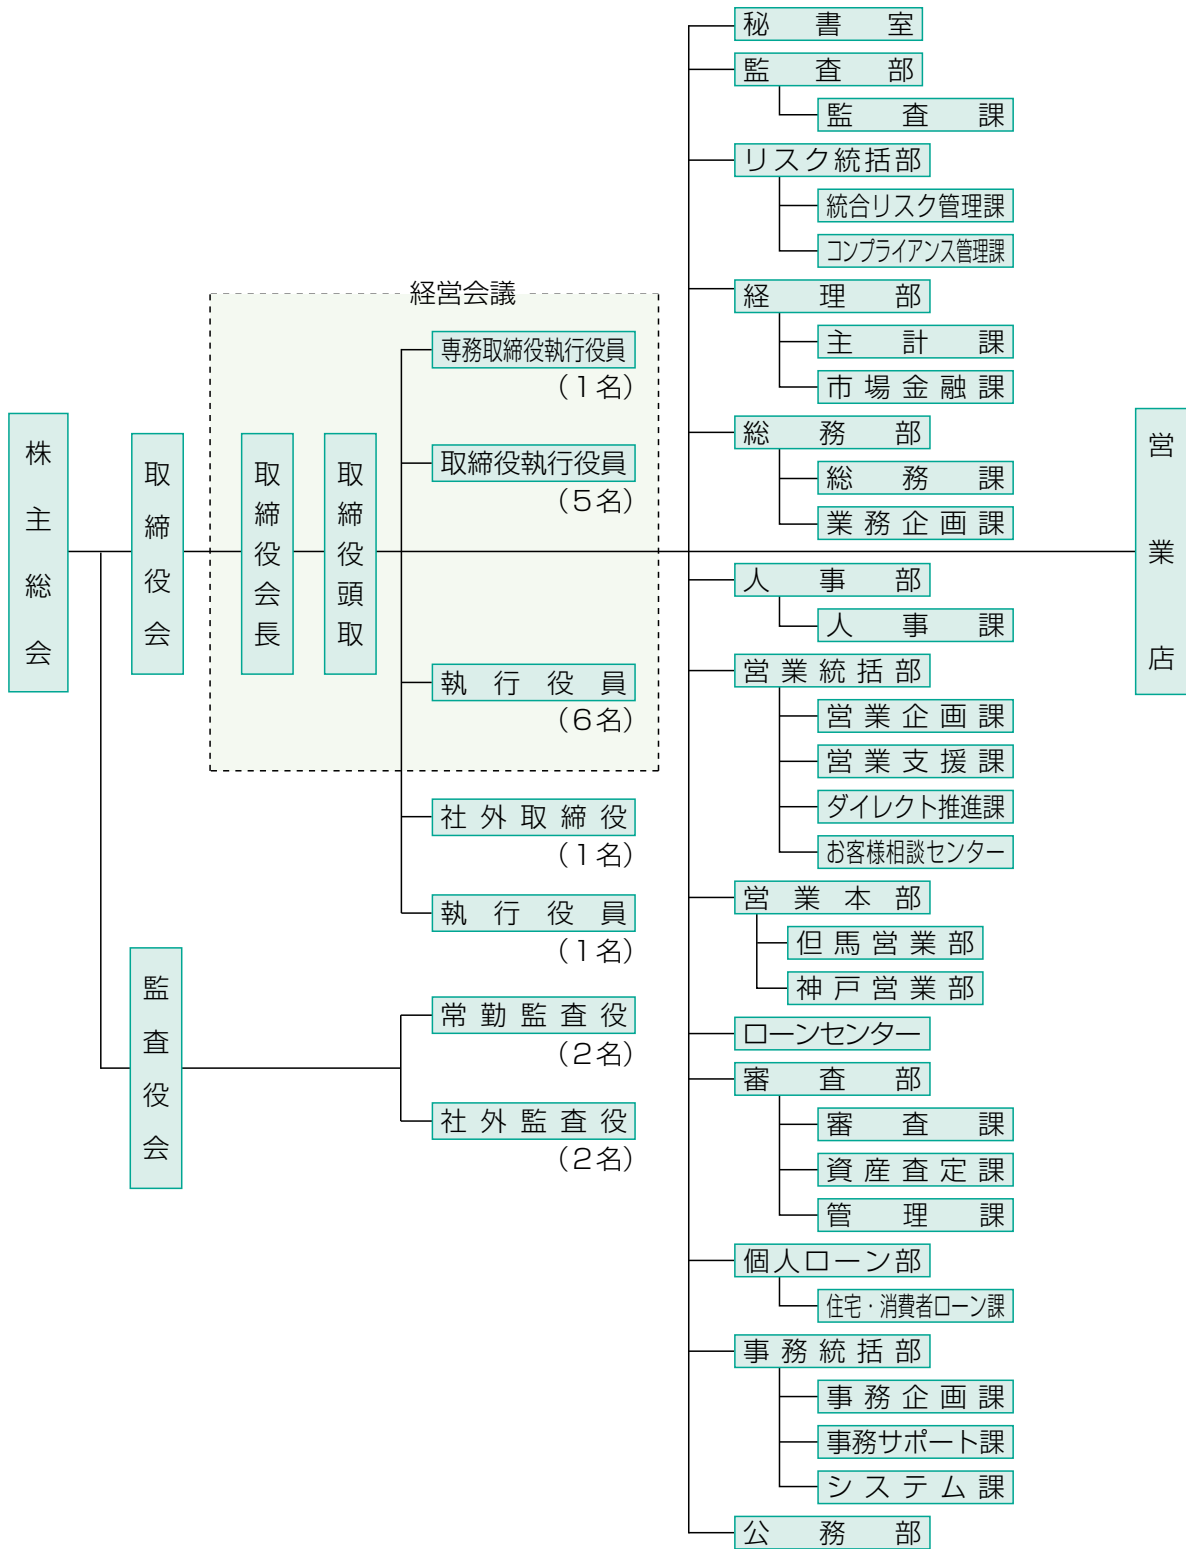 株主総会
取締役会
監査役会
経営会議
取締役会長
取締役頭取
専務取締役執行役員
（1名）
取締役執行役員
（5名）
執行役員
（6名）
社外取締役
（1名）
執行役員
（1名）
常勤監査役
（2名）
社外監査役
（2名）
秘書室
監査部
監査課
リスク統括部
統合リスク管理課
コンプライアンス管理課
経理部
主計課
市場金融課
総務部
総務課
業務企画課
人事部
人事課
営業統括部
営業企画課
営業支援課
ダイレクト推進課
お客様相談センター
営業本部
但馬営業部
神戸営業部
ローンセンター
審査部
審査課
資産査定課
管理課
個人ローン部
住宅・消費者ローン課
事務統括部
事務企画課
事務サポート課
システム課
公務部
営業店